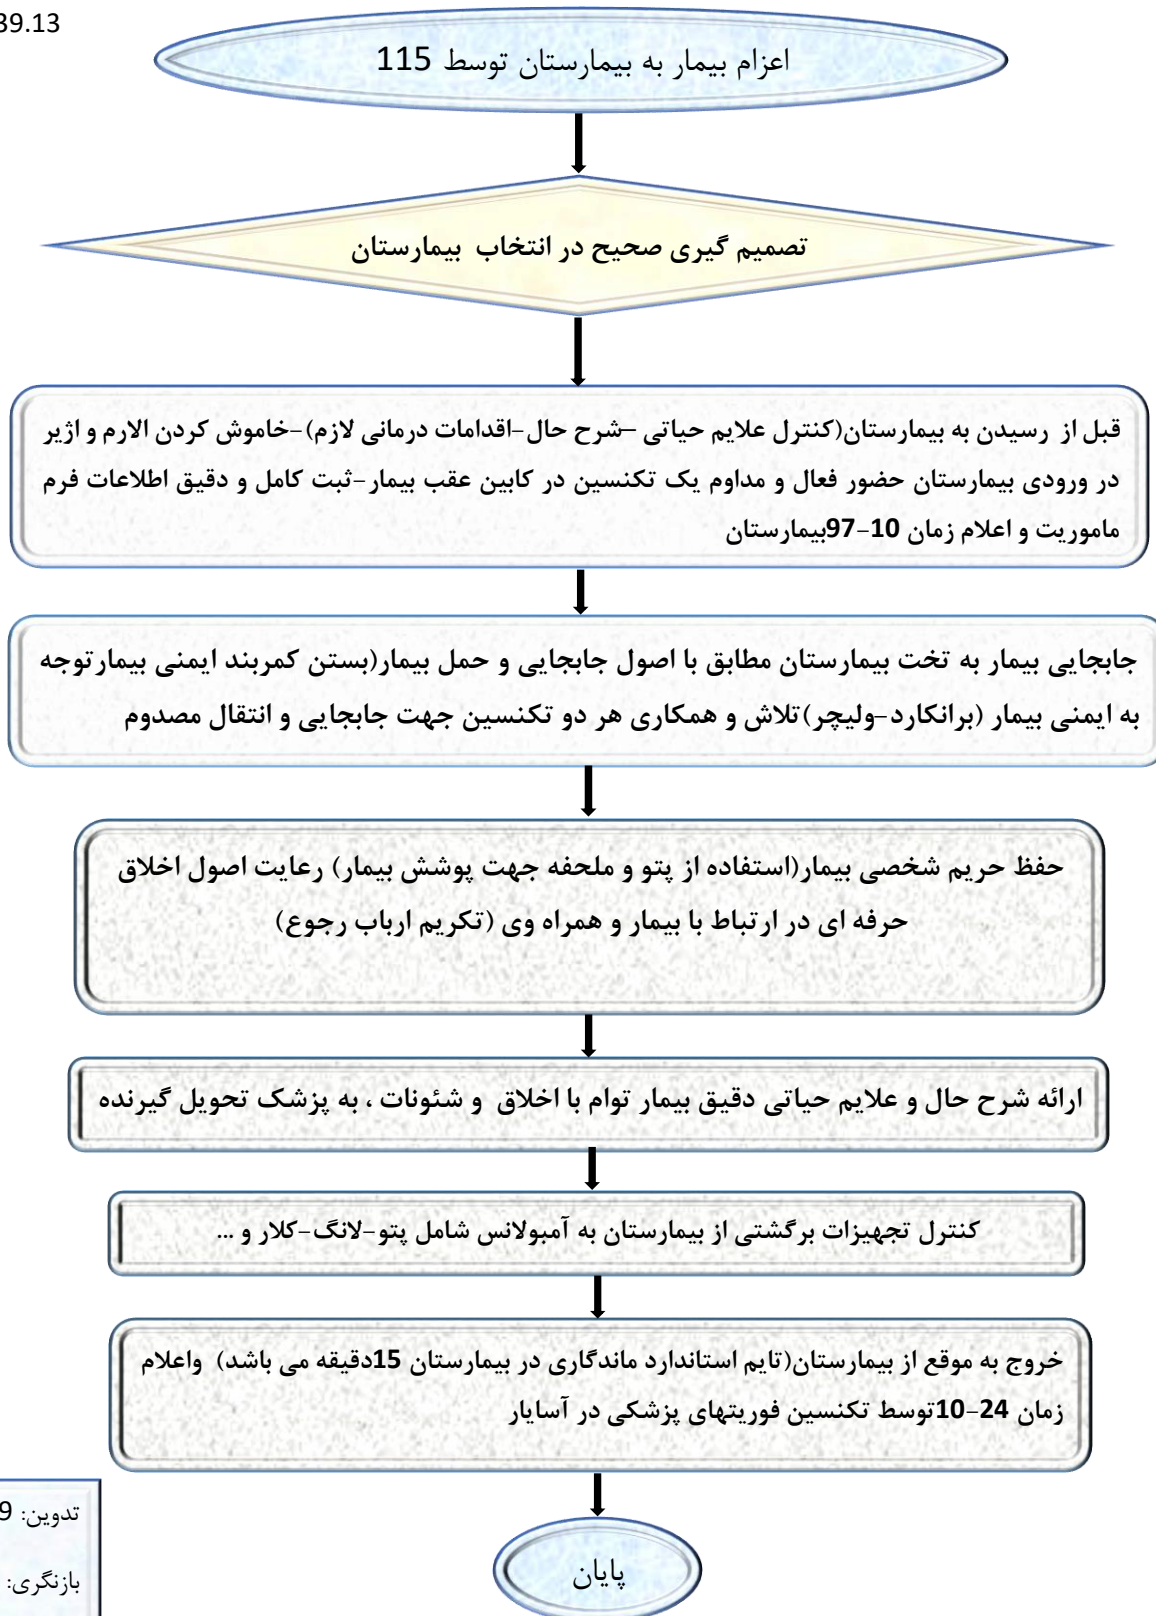 39.13
اعزام بیمار به بیمارستان توسط 115
تصمیم گیری صحیح در انتخاب بیمارستان
قبل از رسیدن به بیمارستان(کنترل علایم حیاتی –شرح حال-اقدامات درمانی لازم)-خاموش کردن الارم و اژیر
در ورودی بیمارستان حضور فعال و مداوم یک تکنسین در کابین عقب بیمار-ثبت کامل و دقیق اطلاعات فرم
ماموریت و اعلام زمان 10-97بیمارستان
جابجایی بیمار به تخت بیمارستان مطابق با اصول جابجایی و حمل بیمار(بستن کمربند ایمنی بیمارتوجه
به ایمنی بیمار (برانکارد-ولیچر)تلاش و همکاری هر دو تکنسین جهت جابجایی و انتقال مصدوم
حفظ حریم شخصی بیمار(استفاده از پتو و ملحفه جهت پوشش بیمار) رعایت اصول اخلاق
حرفه ای در ارتباط با بیمار و همراه وی (تکریم ارباب رجوع)
ارائه شرح حال و علایم حیاتی دقیق بیمار توام با اخلاق و شئونات ، به پزشک تحویل گیرنده
کنترل تجهیزات برگشتی از بیمارستان به آمبولانس شامل پتو-لانگ-کلار و ...
خروج به موقع از بیمارستان(تایم استاندارد ماندگاری در بیمارستان 15دقیقه می باشد) واعلام
زمان 24-10توسط تکنسین فوریتهای پزشکی در آسایار
پایان
تدوین: 9
بازنگری: